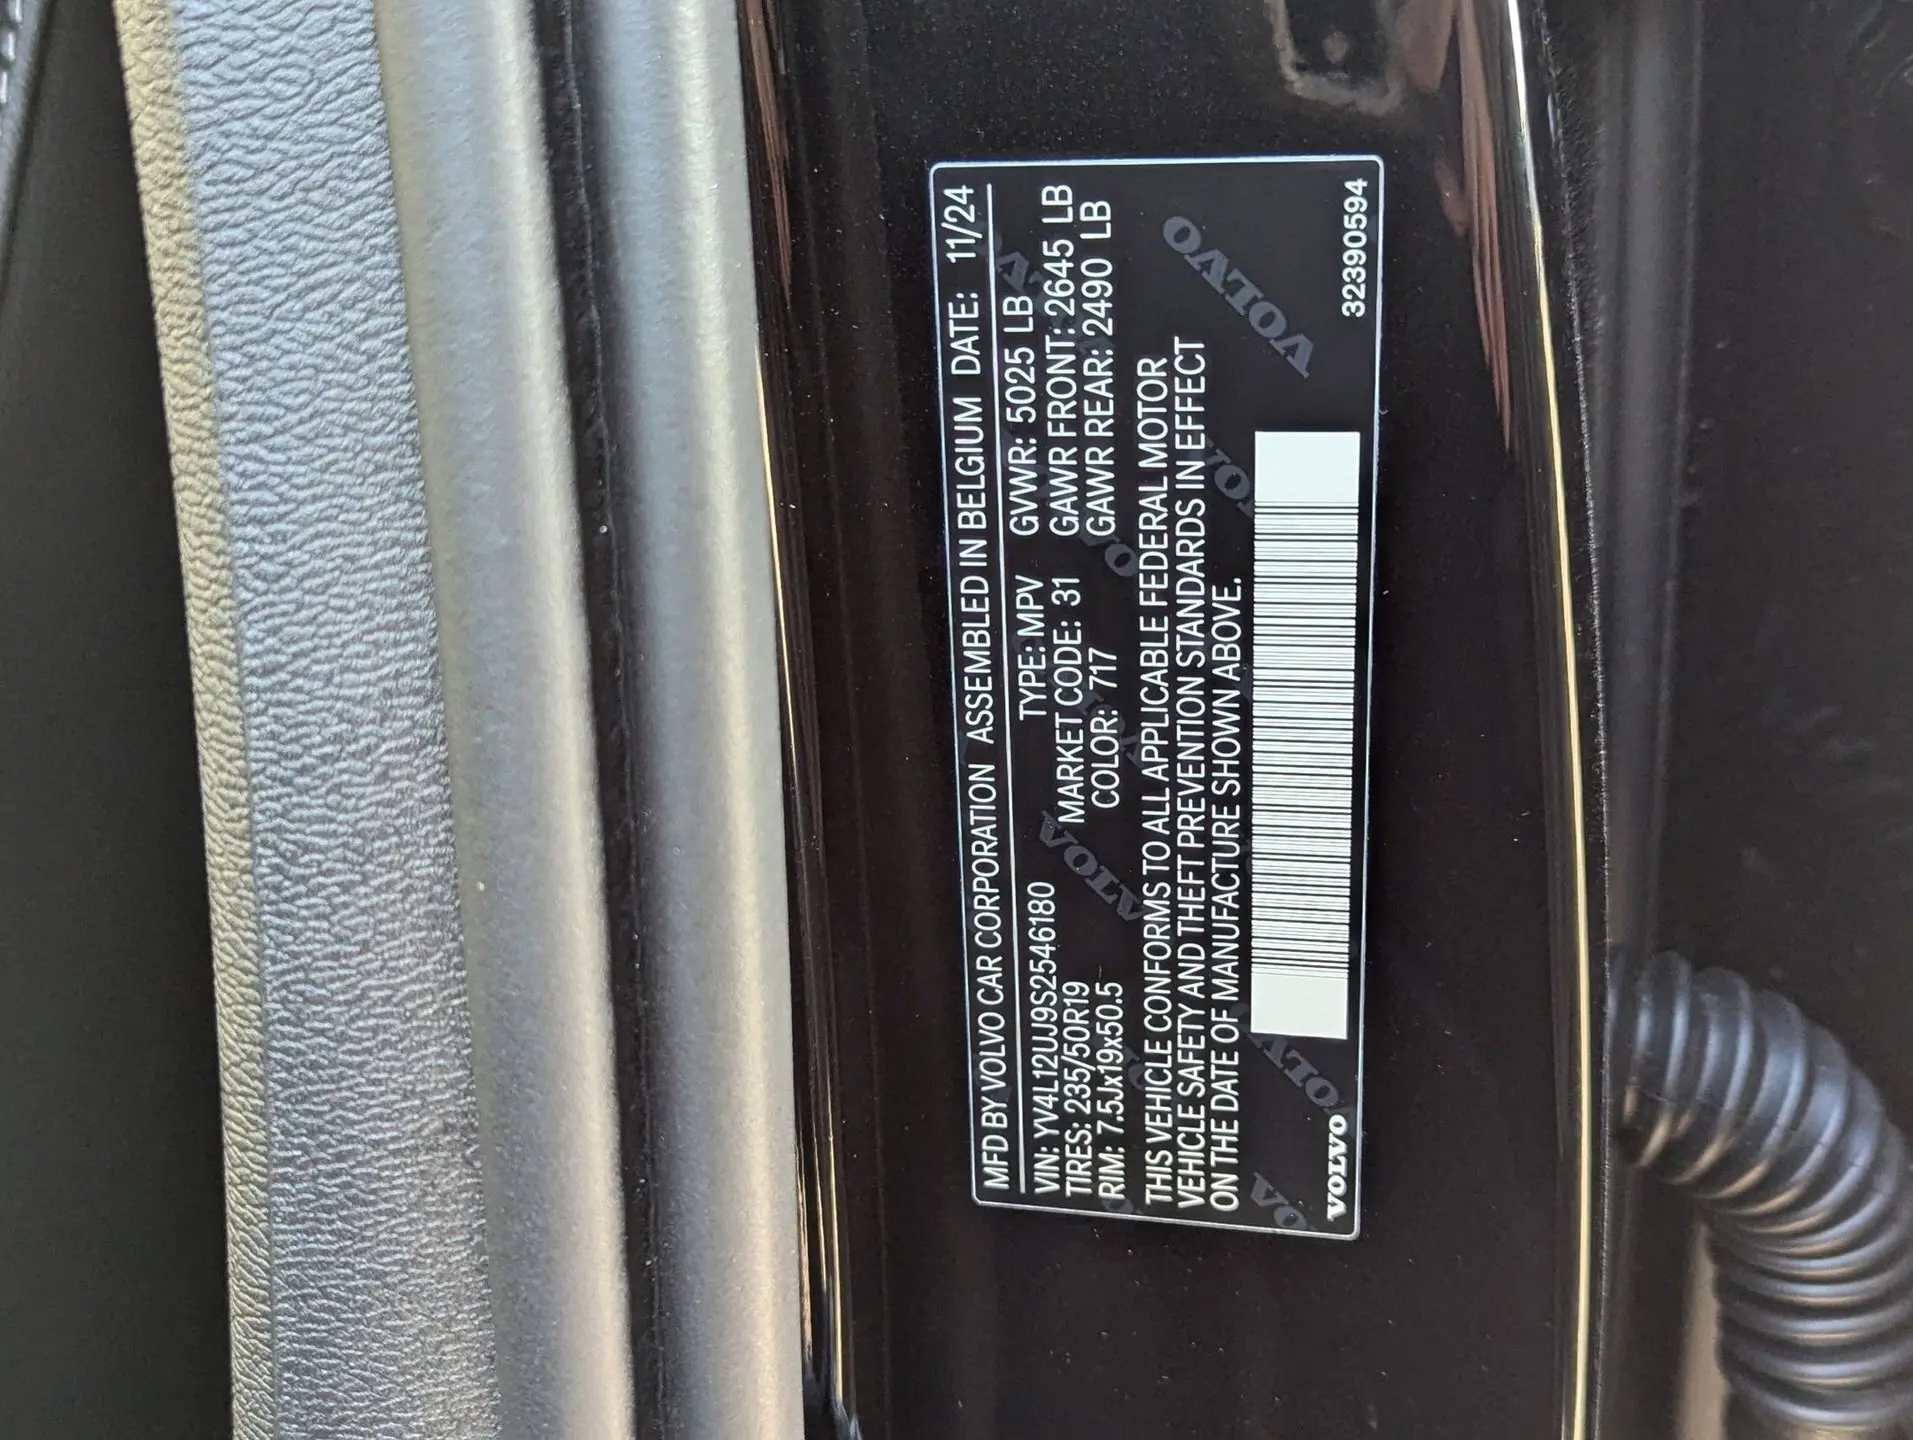 MFD BY VOLVO CAR CORPORATION ASSEMBLED IN BELGIUM DATE: 11/24
VIN: YV4L12UJ9S2546180 TYPE: MPV GVWR: 5025 LB
TIRES: 235/50R19 MARKET CODE: 31 GAWR FRONT: 2645 LB
RIM: 7.5Jx19x50.5 COLOR: 717 GAWR REAR: 2490 LB
THIS VEHICLE CONFORMS TO ALL APPLICABLE FEDERAL MOTOR
VEHICLE SAFETY AND THEFT PREVENTION STANDARDS IN EFFECT
ON THE DATE OF MANUFACTURE SHOWN ABOVE.
VOLVO 32390594